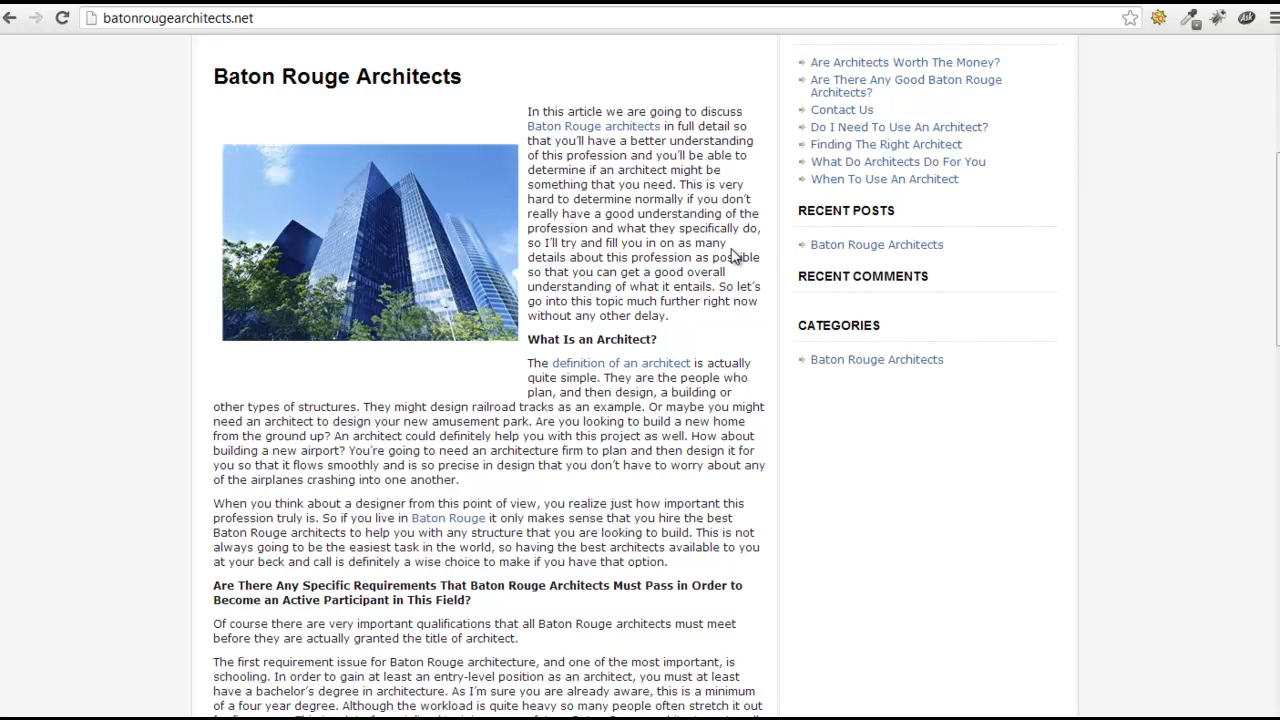 batonrougearchitects.net
Ask
Baton Rouge Architects
In this article we are going to discuss
Baton Rouge architects in full detail so
that you'll have a better understanding
of this profession and you'll be able to
determine if an architect might be
something that you need. This is very
hard to determine normally if you don't
really have a good understanding of the
profession and what they specifically do,
so I'll try and fill you in on as many
details about this profession as possible
so that you can get a good overall
understanding of what it entails. So let's
go into this topic much further right now
without any other delay.
What Is an Architect?
The definition of an architect is actually
quite simple. They are the people who
plan, and then design, a building or
other types of structures. They might design railroad tracks as an example. Or maybe you might
need an architect to design your new amusement park. Are you looking to build a new home
from the ground up? An architect could definitely help you with this project as well. How about
building a new airport? You're going to need an architecture firm to plan and then design it for
you so that it flows smoothly and is so precise in design that you don't have to worry about any
of the airplanes crashing into one another.
When you think about a designer from this point of view, you realize just how important this
profession truly is. So if you live in Baton Rouge it only makes sense that you hire the best
Baton Rouge architects to help you with any structure that you are looking to build. This is not
always going to be the easiest task in the world, so having the best architects available to you
at your beck and call is definitely a wise choice to make if you have that option.
Are There Any Specific Requirements That Baton Rouge Architects Must Pass in Order to
Become an Active Participant in This Field?
Of course there are very important qualifications that all Baton Rouge architects must meet
before they are actually granted the title of architect.
The first requirement issue for Baton Rouge architecture, and one of the most important, is
schooling. In order to gain at least an entry-level position as an architect, you must at least
have a bachelor's degree in architecture. As I'm sure you are already aware, this is a minimum
of a four year degree. Although the workload is quite heavy so many people often stretch it out
Are Architects Worth The Money?
Are There Any Good Baton Rouge
Architects?
Contact Us
Do I Need To Use An Architect?
Finding The Right Architect
What Do Architects Do For You
When To Use An Architect
RECENT POSTS
Baton Rouge Architects
RECENT COMMENTS
CATEGORIES
Baton Rouge Architects